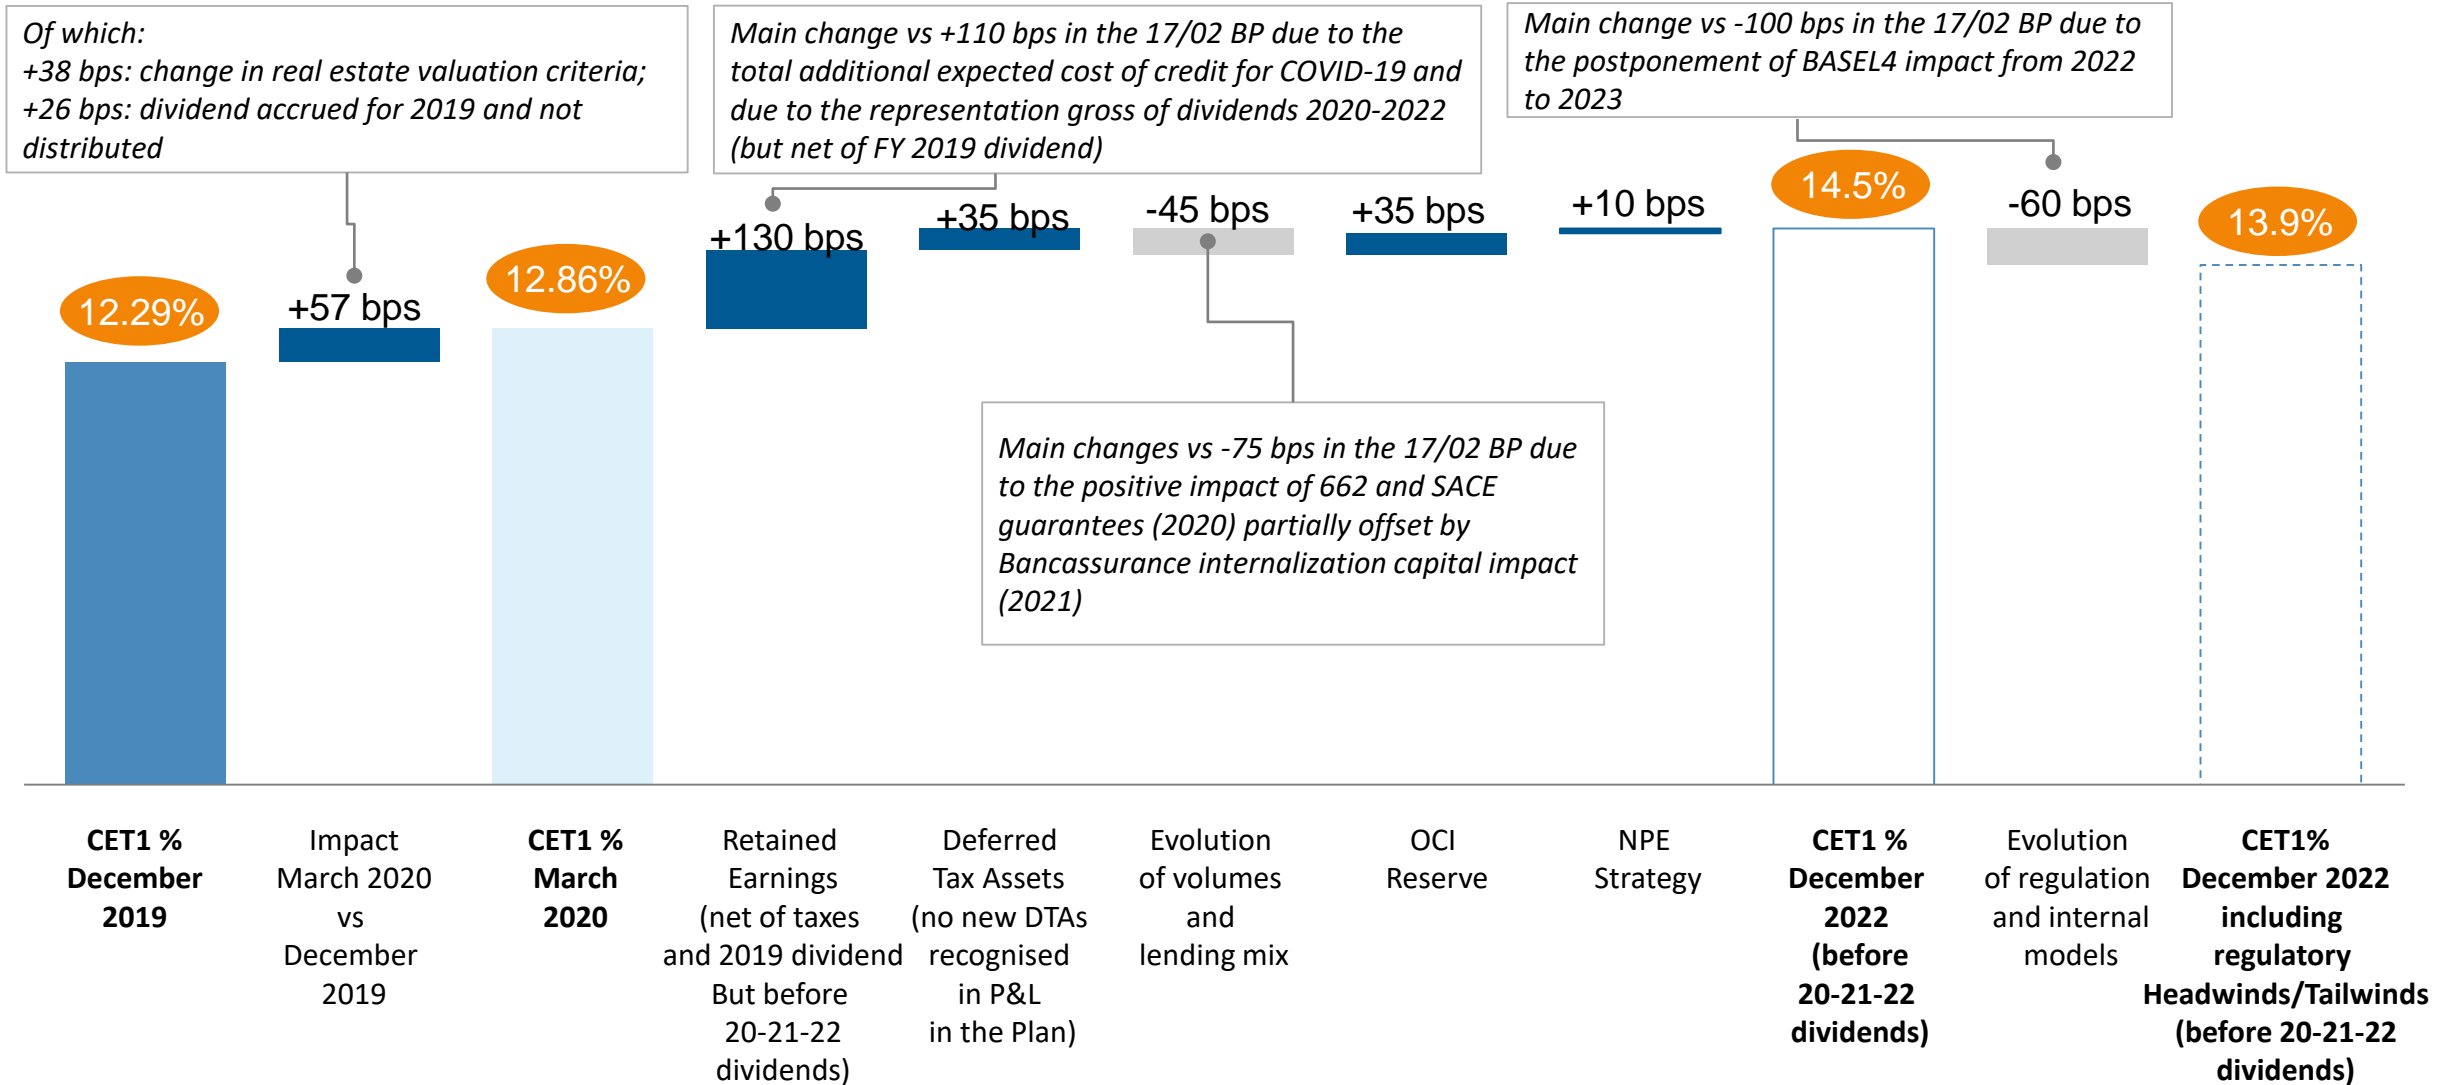 Of which:
+38 bps: change in real estate valuation criteria;
+26 bps: dividend accrued for 2019 and not
distributed
Main change vs +110 bps in the 17/02 BP due to the
total additional expected cost of credit for COVID-19 and
due to the representation gross of dividends 2020-2022
(but net of FY 2019 dividend)
Main change vs -100 bps in the 17/02 BP due to
the postponement of BASEL4 impact from 2022
to 2023
12.29%
+57 bps
12.86%
+130 bps
+35 bps
-45 bps
+35 bps
+10 bps
14.5%
-60 bps
13.9%
Main changes vs -75 bps in the 17/02 BP due
to the positive impact of 662 and SACE
guarantees (2020) partially offset by
Bancassurance internalization capital impact
(2021)
CET1 %
December
2019
Impact
March 2020
vs
December
2019
CET1 %
March
2020
Retained
Earnings
(net of taxes
and 2019 dividend
But before
20-21-22
dividends)
Deferred
Tax Assets
(no new DTAs
recognised
in P&L
in the Plan)
Evolution
of volumes
and
lending mix
OCI
Reserve
NPE
Strategy
CET1 %
December
2022
(before
20-21-22
dividends)
Evolution
of regulation
and internal
models
CET1%
December 2022
including
regulatory
Headwinds/Tailwinds
(before 20-21-22
dividends)